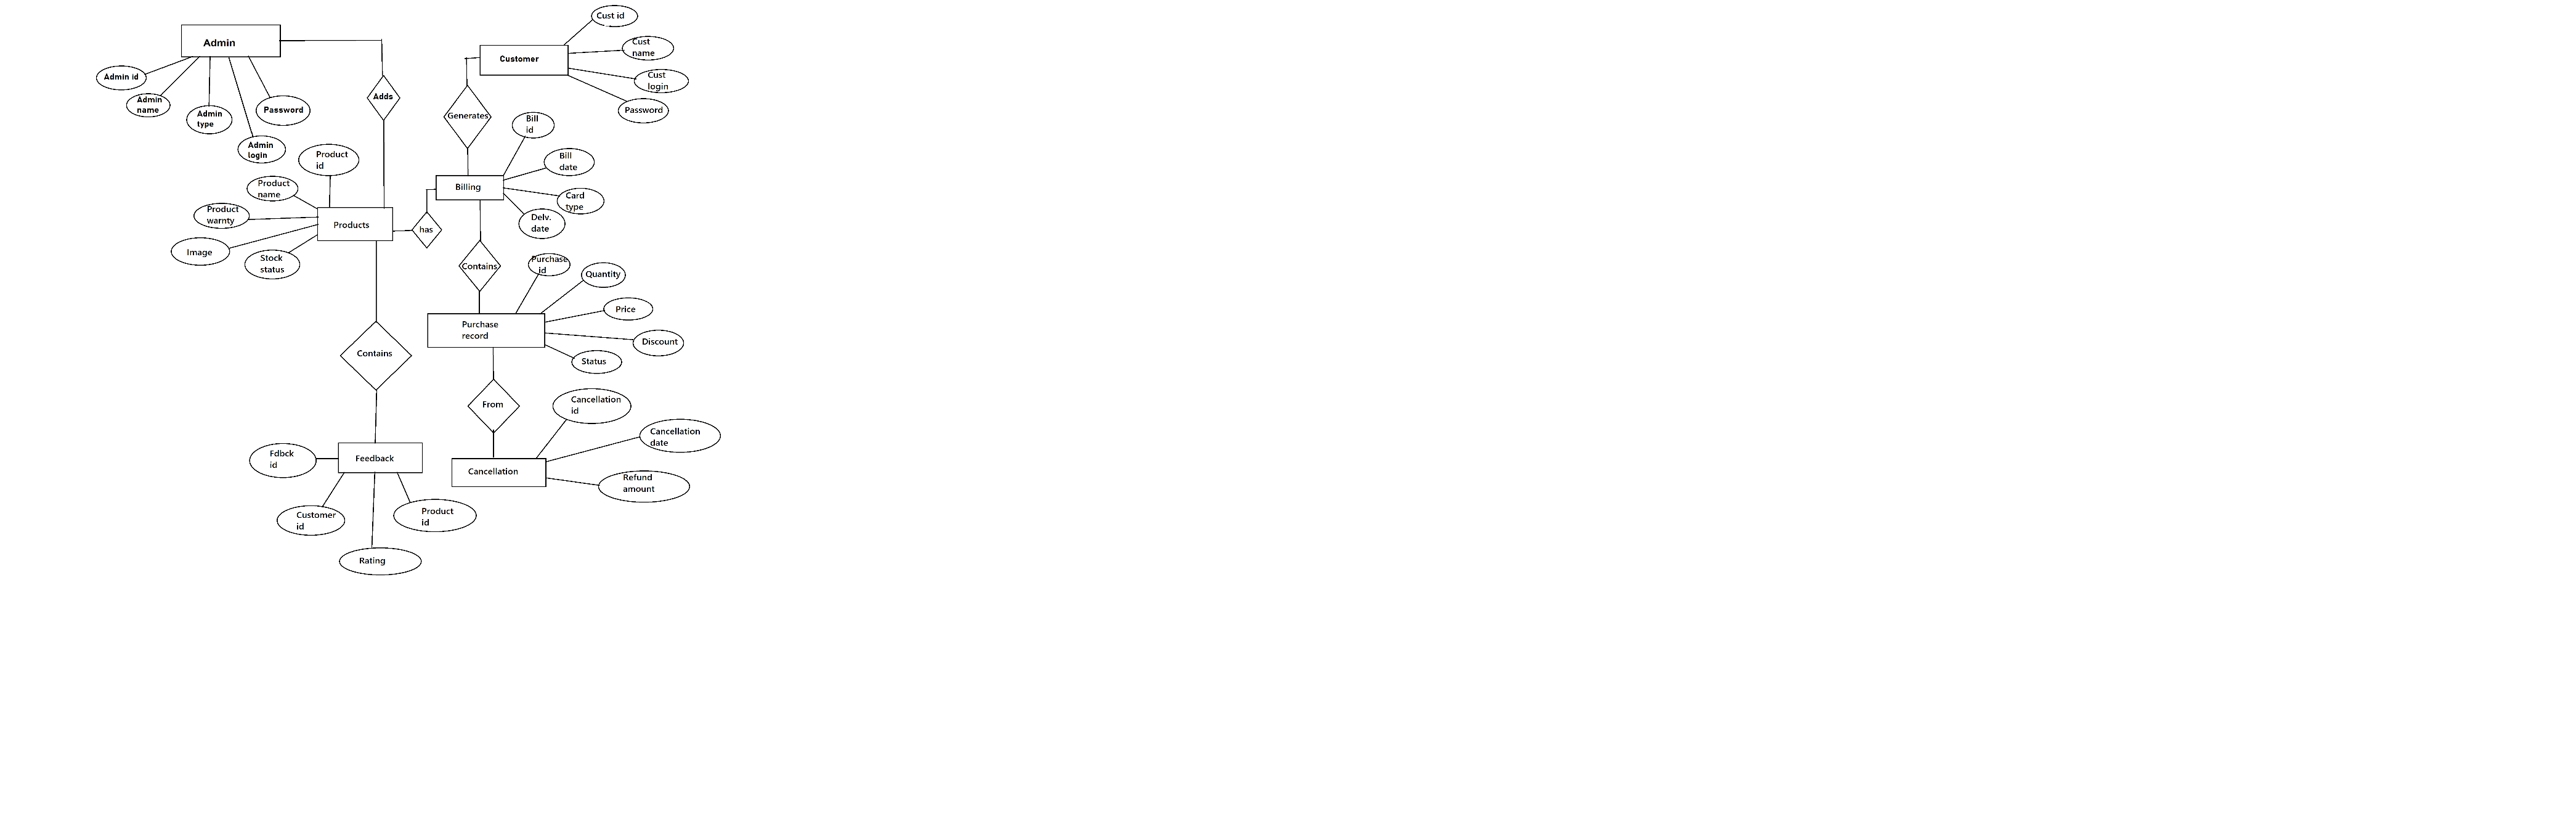 Cust id
Admin
Cust
name
Customer
Admin id
Cust
login
Adds
Admin
name
Password
Password
Admin
type
Generates
Bill
id
Admin
login
Product
id
Bill
date
Product
name
Billing
Card
type
Product
warnty
Delv.
date
Products
has
Image
Stock
status
Contains
Purchase
id
Quantity
Price
Purchase
record
Discount
Contains
Status
From
Cancellation
id
Cancellation
date
Fdbck
id
Feedback
Cancellation
Refund
amount
Customer
id
Product
id
Rating